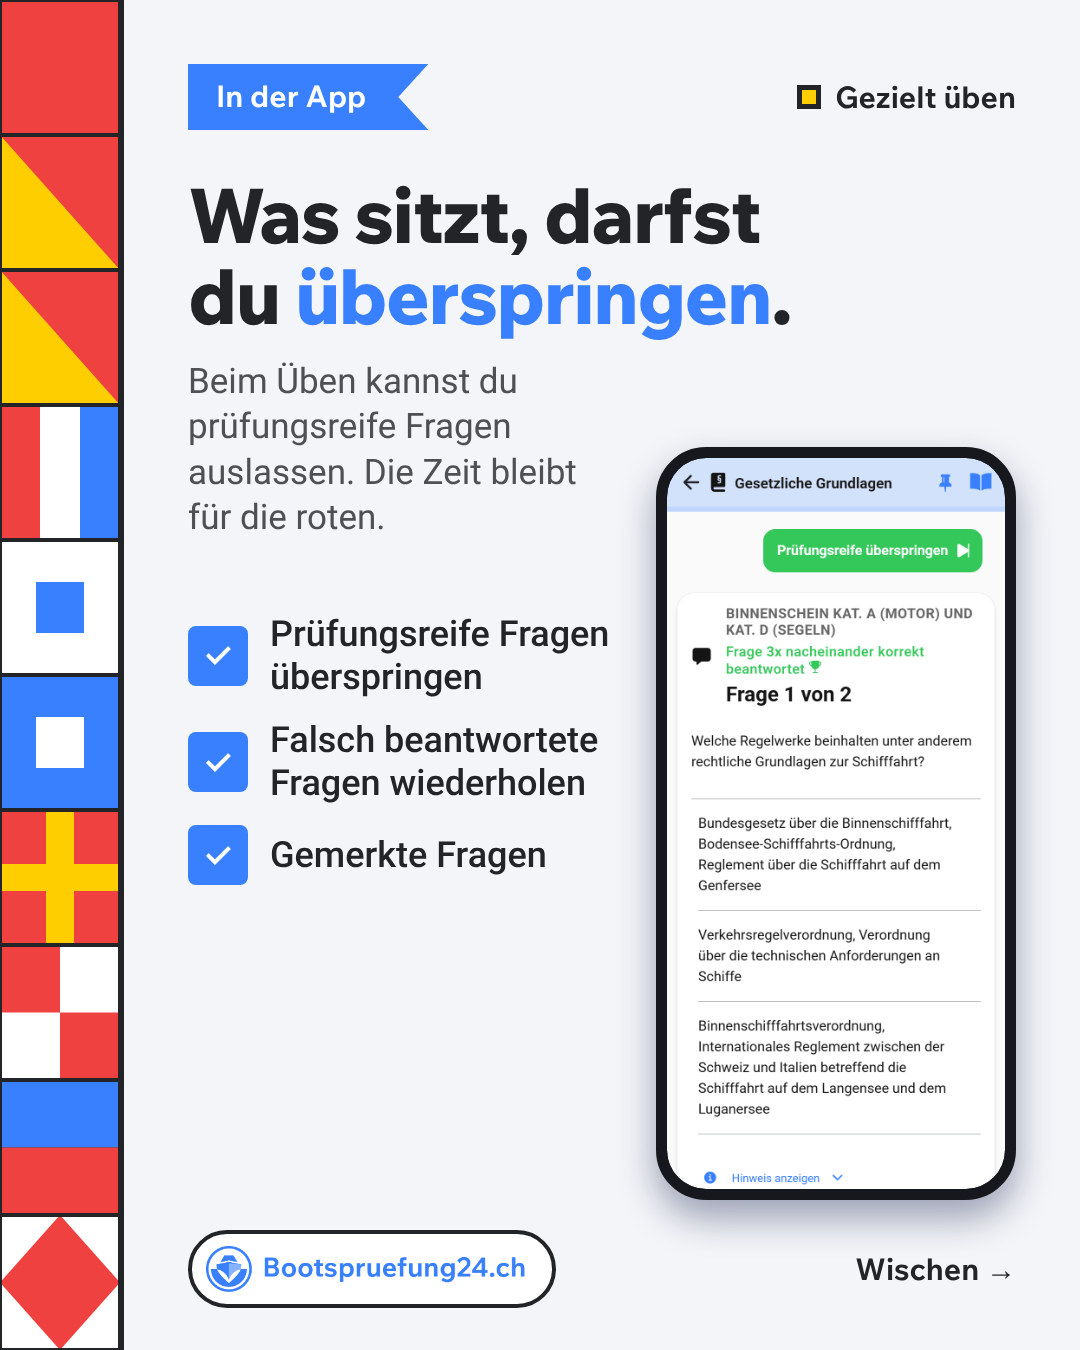 In der App
Gezielt üben
Was sitzt, darfst
du überspringen.
Beim Üben kannst du
prüfungsreife Fragen
auslassen. Die Zeit bleibt
für die roten.
Prüfungsreife Fragen
überspringen
Falsch beantwortete
Fragen wiederholen
Gemerkte Fragen
§
Gesetzliche Grundlagen
Prüfungsreife überspringen
BINNENSCHEIN KAT. A (MOTOR) UND
KAT. D (SEGELN)
Frage 3x nacheinander korrekt
beantwortet
Frage 1 von 2
Welche Regelwerke beinhalten unter anderem
rechtliche Grundlagen zur Schifffahrt?
Bundesgesetz über die Binnenschifffahrt,
Bodensee-Schifffahrts-Ordnung,
Reglement über die Schifffahrt auf dem
Genfersee
Verkehrsregelverordnung, Verordnung
über die technischen Anforderungen an
Schiffe
Binnenschifffahrtsverordnung,
Internationales Reglement zwischen der
Schweiz und Italien betreffend die
Schifffahrt auf dem Langensee und dem
Luganersee
Hinweis anzeigen
Bootspruefung24.ch
Wischen →